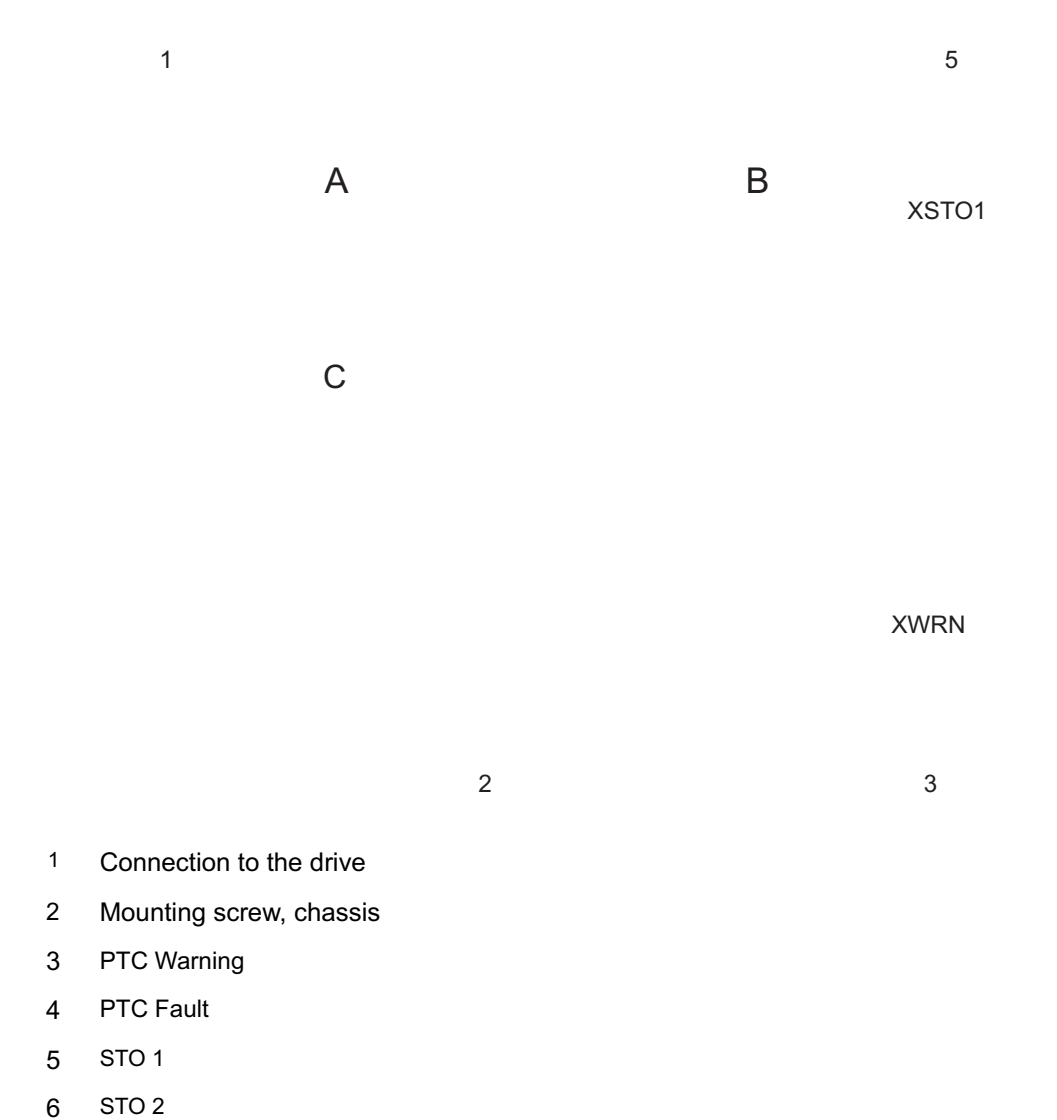 1 5
A B
XSTO1
C
XWRN
2 3
1 Connection to the drive
2 Mounting screw, chassis
3 PTC Warning
4 PTC Fault
5 STO 1
6 STO 2